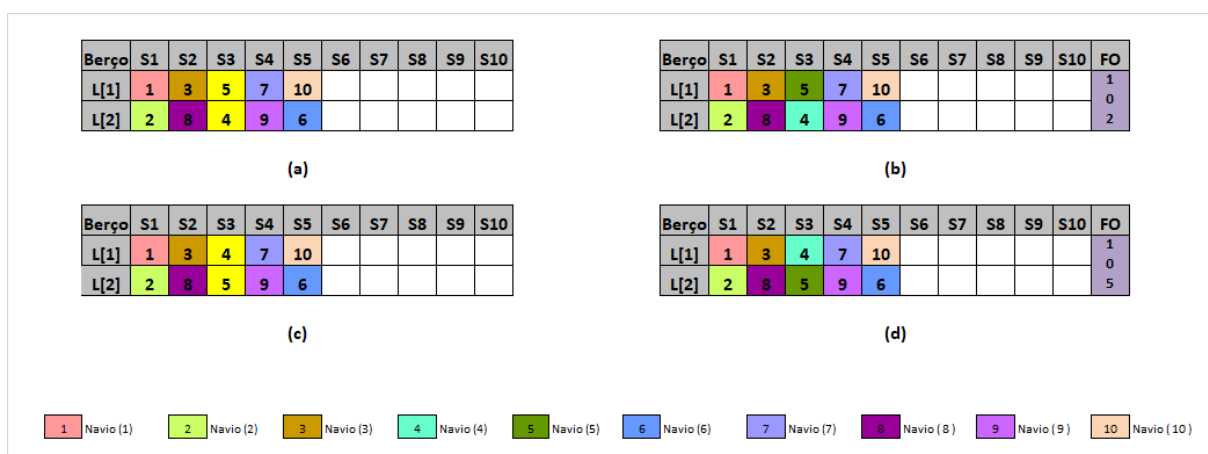 Berço S1 S2 S3 S4 S5 S6 S7 S8 S9 S10
L[1] 1 3 5 7 10
L[2] 2 8 4 9 6
(a)
Berço S1 S2 S3 S4 S5 S6 S7 S8 S9 S10 FO
L[1] 1 3 5 7 10 102
L[2] 2 8 4 9 6
(b)
Berço S1 S2 S3 S4 S5 S6 S7 S8 S9 S10
L[1] 1 3 4 7 10
L[2] 2 8 5 9 6
(c)
Berço S1 S2 S3 S4 S5 S6 S7 S8 S9 S10 FO
L[1] 1 3 4 7 10 105
L[2] 2 8 5 9 6
(d)
1 Navio (1) 2 Navio (2) 3 Navio (3) 4 Navio (4) 5 Navio (5) 6 Navio (6) 7 Navio (7) 8 Navio ( 8 ) 9 Navio ( 9 ) 10 Navio ( 10 )